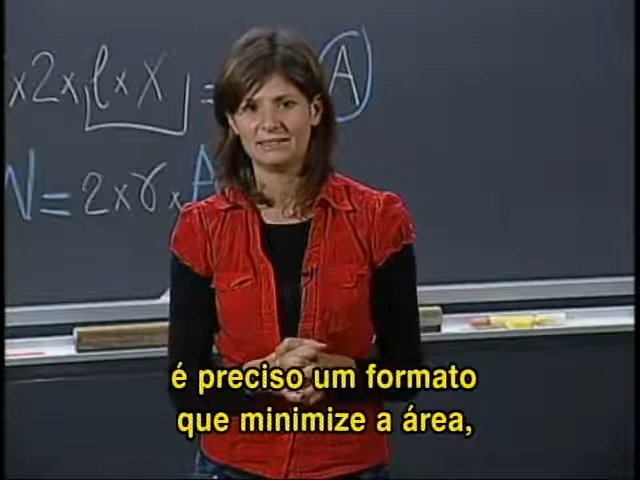 x2xlxX = A
W = 2xγxA
é preciso um formato
que minimize a área,